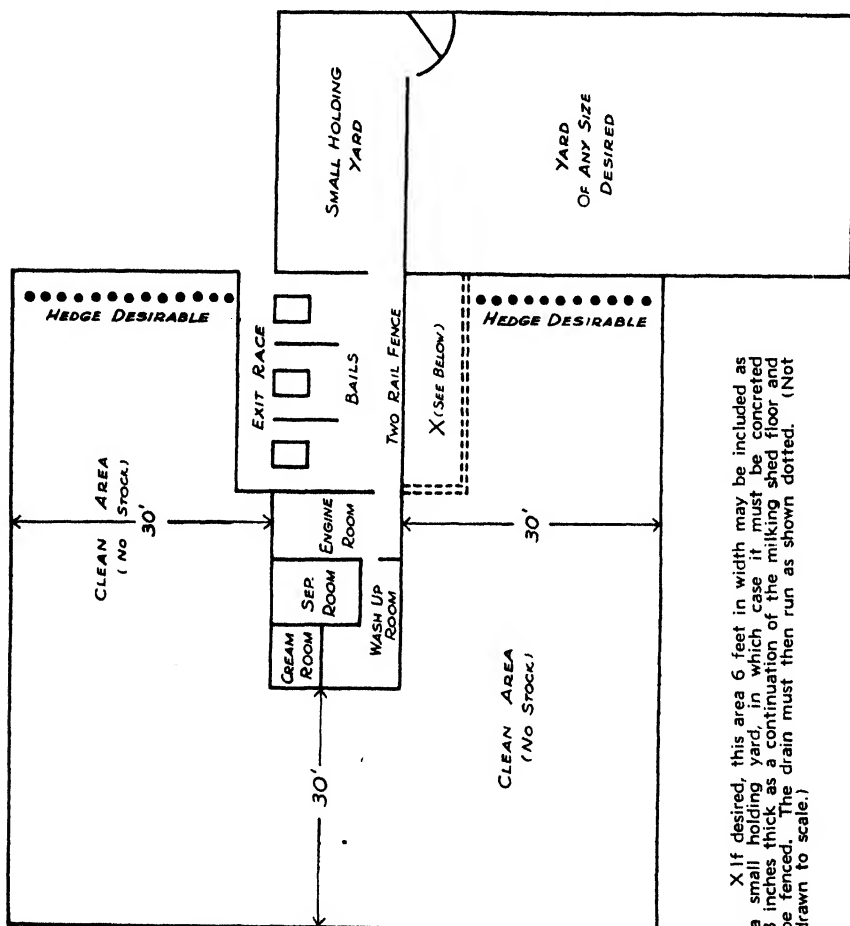 SMALL HOLDING
YARD
YARD
OF ANY SIZE
DESIRED
HEDGE DESIRABLE
EXIT RACE
BAILS
TWO RAIL FENCE
X (SEE BELOW)
HEDGE DESIRABLE
CLEAN AREA
(NO STOCK)
30'
ENGINE
ROOM
SEP.
ROOM
CREAM
ROOM
WASH UP
ROOM
30'
30'
CLEAN AREA
(NO STOCK)
X If desired, this area 6 feet in width may be included as
a small holding yard, in which case it must be concreted
3 inches thick as a continuation of the milking shed floor and
be fenced. The drain must then run as shown dotted. (Not
drawn to scale.)